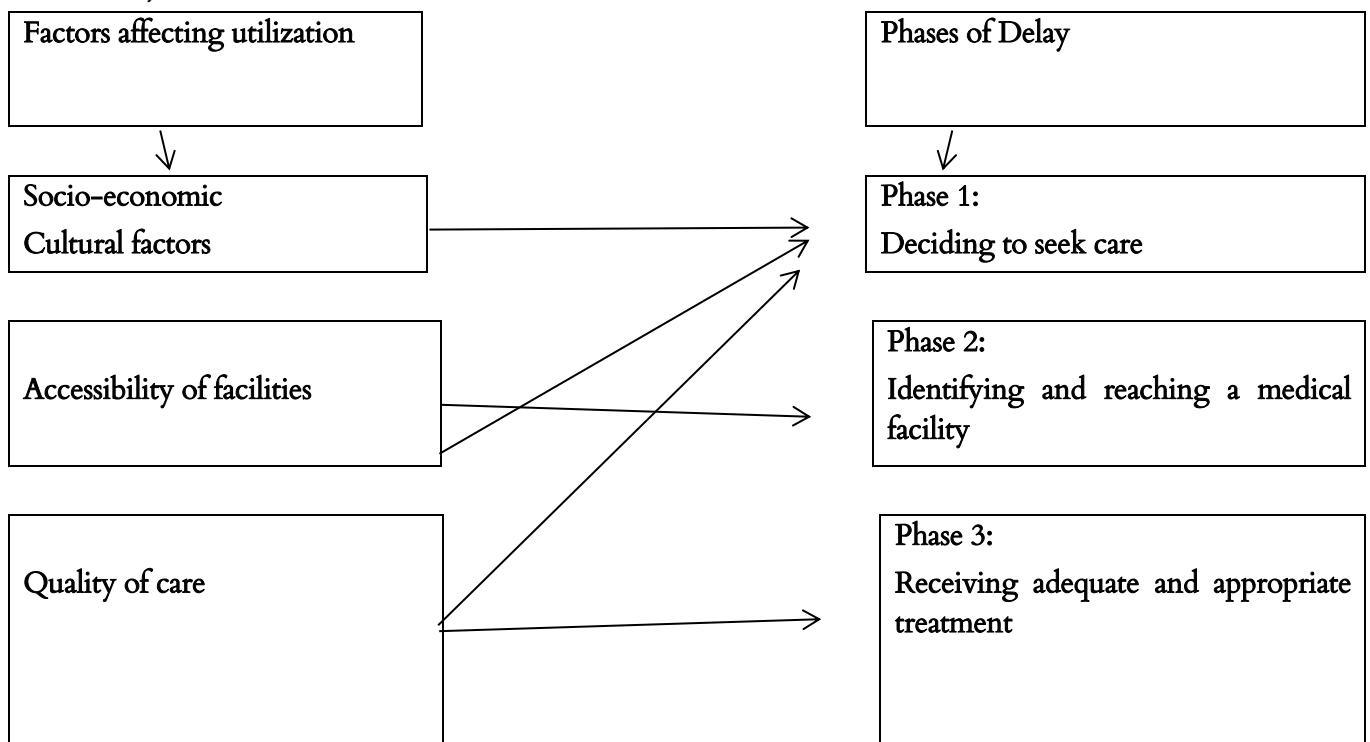 Factors affecting utilization
Phases of Delay
Socio-economic
Cultural factors
Phase 1:
Deciding to seek care
Accessibility of facilities
Phase 2:
Identifying and reaching a medical
facility
Quality of care
Phase 3:
Receiving adequate and appropriate
treatment